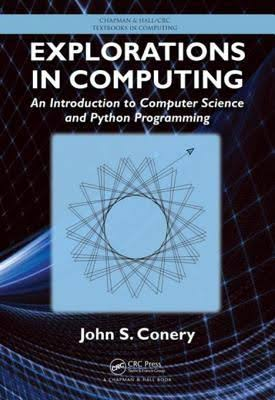 CHAPMAN & HALL/CRC
TEXTBOOKS IN COMPUTING
EXPLORATIONS
IN COMPUTING
An Introduction to Computer Science
and Python Programming
John S. Conery
CRC Press
Taylor & Francis Group
A CHAPMAN & HALL BOOK